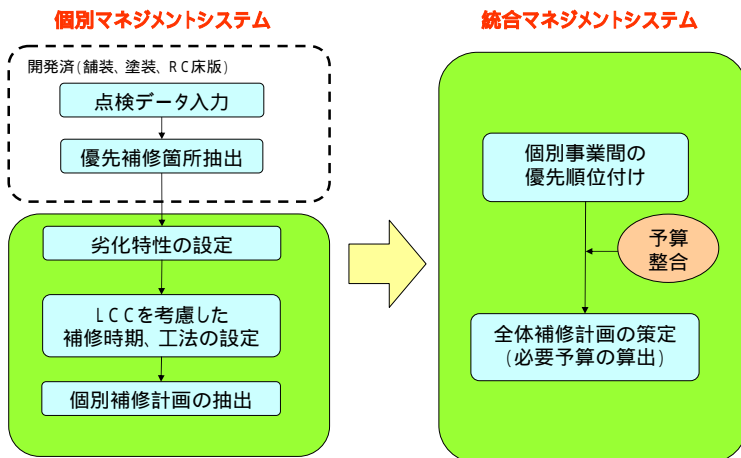 個別マネジメントシステム
開発済(舗装、塗装、RC床版)
点検データ入力
優先補修箇所抽出
劣化特性の設定
LCCを考慮した
補修時期、工法の設定
個別補修計画の抽出
統合マネジメントシステム
個別事業間の
優先順位付け
予算
整合
全体補修計画の策定
(必要予算の算出)